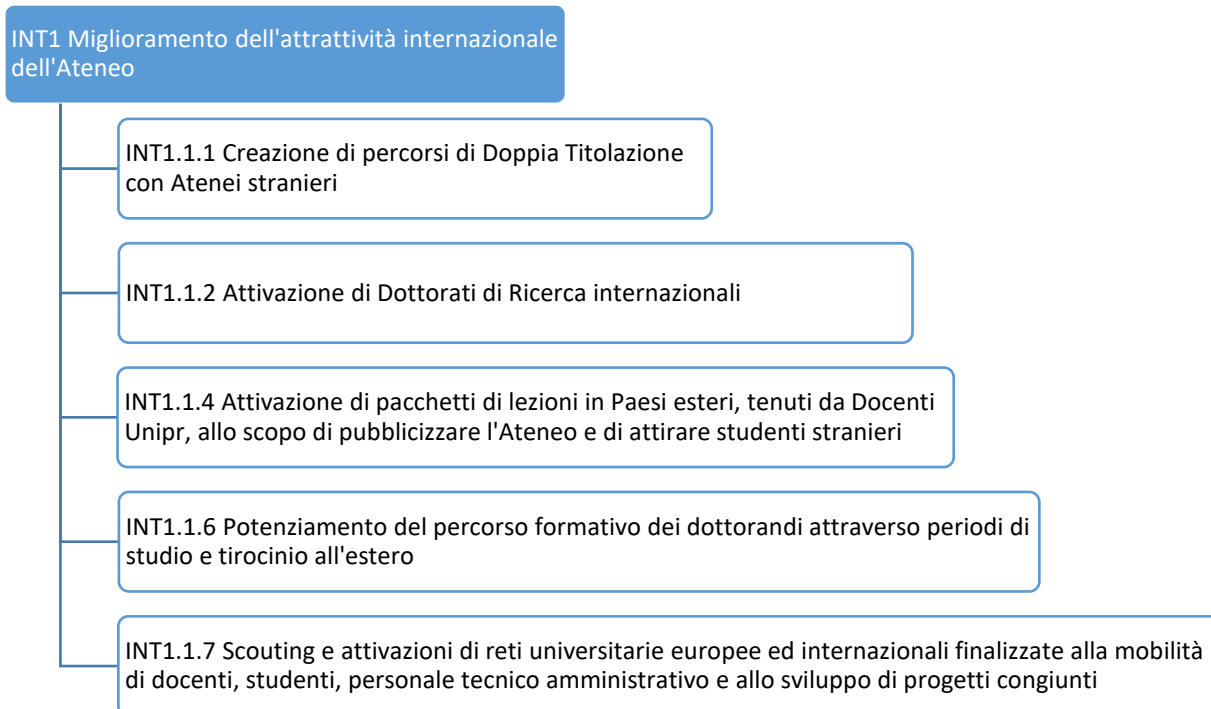 INT1 Miglioramento dell'attrattività internazionale
dell'Ateneo
INT1.1.1 Creazione di percorsi di Doppia Titolazione
con Atenei stranieri
INT1.1.2 Attivazione di Dottorati di Ricerca internazionali
INT1.1.4 Attivazione di pacchetti di lezioni in Paesi esteri, tenuti da Docenti
Unipr, allo scopo di pubblicizzare l'Ateneo e di attirare studenti stranieri
INT1.1.6 Potenziamento del percorso formativo dei dottorandi attraverso periodi di
studio e tirocinio all'estero
INT1.1.7 Scouting e attivazioni di reti universitarie europee ed internazionali finalizzate alla mobilità
di docenti, studenti, personale tecnico amministrativo e allo sviluppo di progetti congiunti